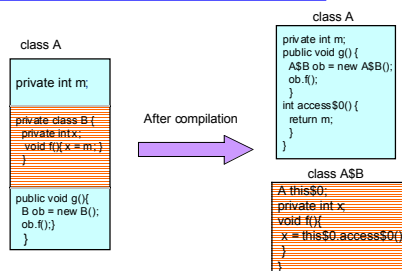 class A
private int m;
private class B {
private int x;
void f(){ x = m; }
}
public void g(){
B ob = new B();
ob.f();}
}
After compilation
class A
private int m;
public void g() {
A$B ob = new A$B();
ob.f();
}
int access$0() {
return m;
}
}
class A$B
A this$0;
private int x;
void f(){
x = this$0.access$0()
}
}